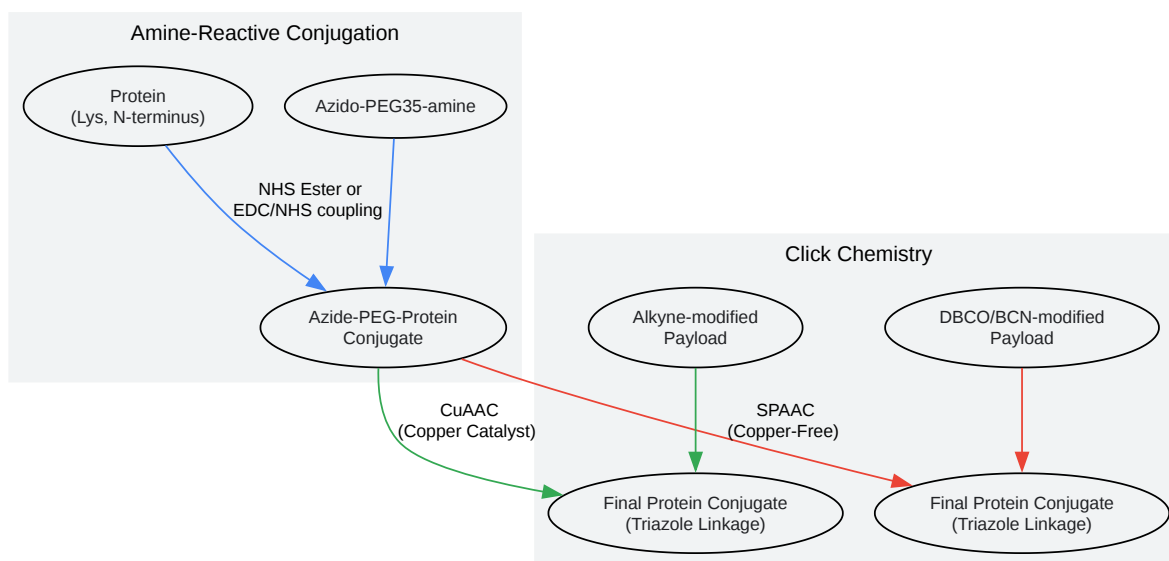 Amine-Reactive Conjugation
Protein
(Lys, N-terminus)
Azido-PEG35-amine
NHS Ester or
EDC/NHS coupling
Azide-PEG-Protein
Conjugate
Click Chemistry
Alkyne-modified
Payload
DBCO/BCN-modified
Payload
CuAAC
(Copper Catalyst)
SPAAC
(Copper-Free)
Final Protein Conjugate
(Triazole Linkage)
Final Protein Conjugate
(Triazole Linkage)